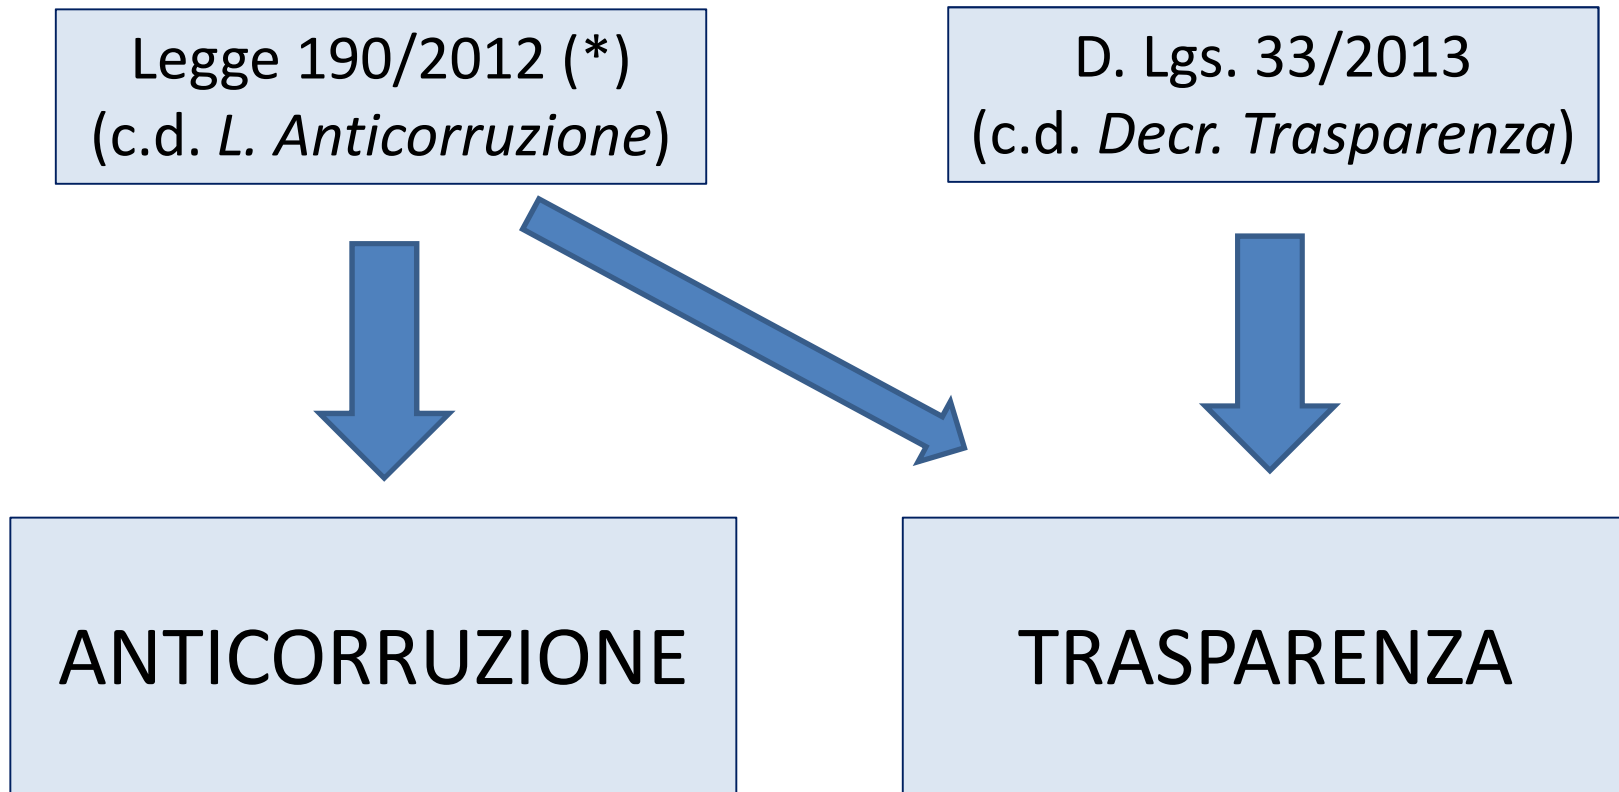 Legge 190/2012 (*)
(c.d. L. Anticorruzione)
D. Lgs. 33/2013
(c.d. Decr. Trasparenza)
ANTICORRUZIONE
TRASPARENZA